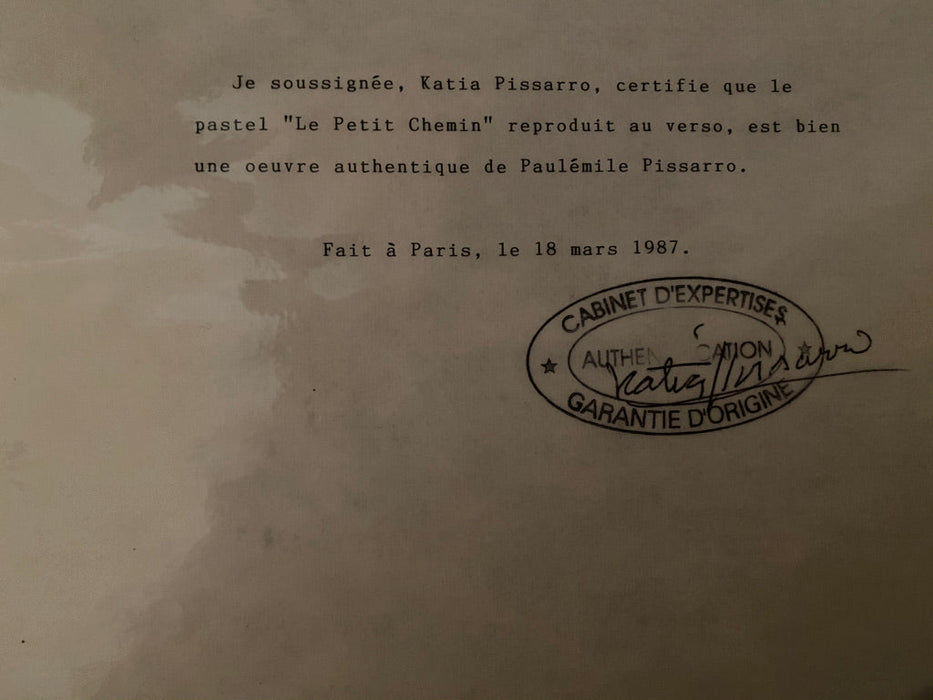 Je soussignée, Katia Pissarro, certifie que le
pastel "Le Petit Chemin" reproduit au verso, est bien
une oeuvre authentique de Paulémile Pissarro.
Fait à Paris, le 18 mars 1987.
CABINET D'EXPERTISES
Katia Pissarro
GARANTIE D'ORIGINE